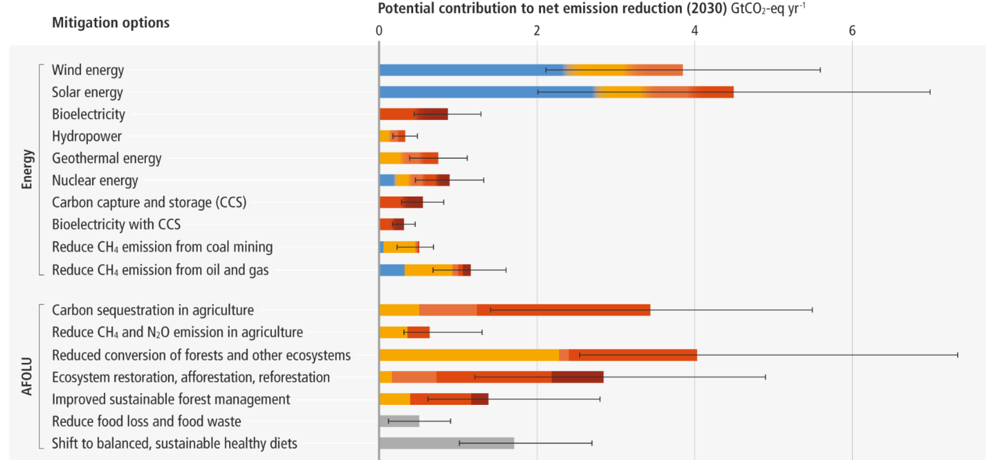 Potential contribution to net emission reduction (2030) GtCO₂-eq yr⁻¹
Mitigation options
0 2 4 6
Energy
Wind energy
Solar energy
Bioelectricity
Hydropower
Geothermal energy
Nuclear energy
Carbon capture and storage (CCS)
Bioelectricity with CCS
Reduce CH₄ emission from coal mining
Reduce CH₄ emission from oil and gas
AFOLU
Carbon sequestration in agriculture
Reduce CH₄ and N₂O emission in agriculture
Reduced conversion of forests and other ecosystems
Ecosystem restoration, afforestation, reforestation
Improved sustainable forest management
Reduce food loss and food waste
Shift to balanced, sustainable healthy diets